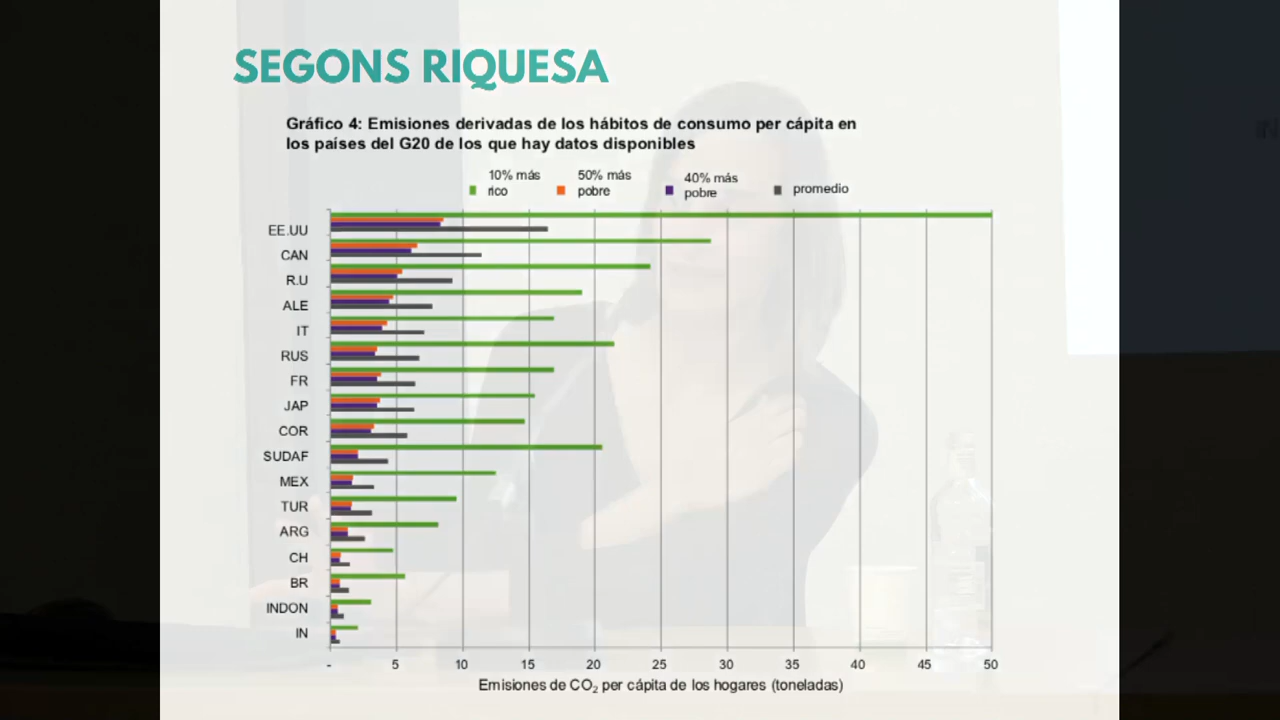 SEGONS RIQUESA
Gráfico 4: Emisiones derivadas de los hábitos de consumo per cápita en
los países del G20 de los que hay datos disponibles
10% más
rico
50% más
pobre
40% más
pobre
promedio
EE.UU
CAN
R.U
ALE
IT
RUS
FR
JAP
COR
SUDAF
MEX
TUR
ARG
CH
BR
INDON
IN
- 5 10 15 20 25 30 35 40 45 50
Emisiones de CO₂ per cápita de los hogares (toneladas)